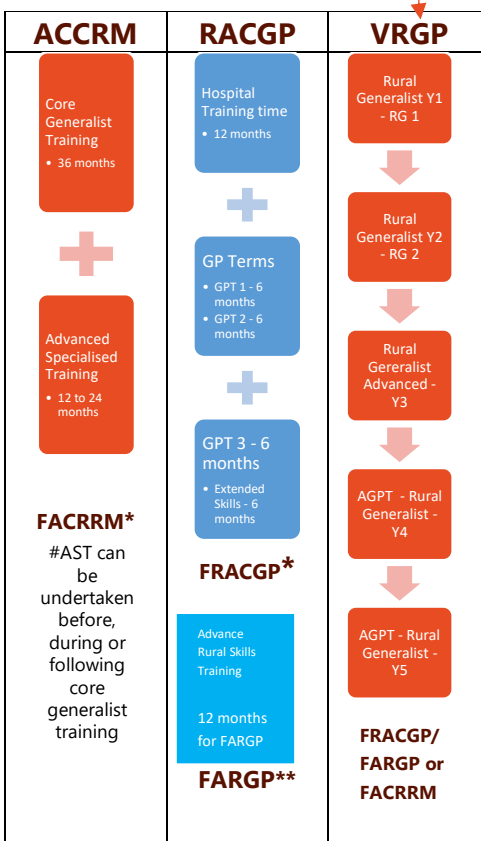 ACCRM
Core
Generalist
Training
• 36 months
Advanced
Specialised
Training
• 12 to 24
months
FACRRM*
#AST can
be
undertaken
before,
during or
following
core
generalist
training
RACGP
Hospital
Training time
• 12 months
GP Terms
• GPT 1 - 6
months
• GPT 2 - 6
months
GPT 3 - 6
months
• Extended
Skills - 6
months
FRACGP*
Advance
Rural Skills
Training
12 months
for FARGP
FARGP**
VRGP
Rural
Generalist Y1
- RG 1
Rural
Generalist Y2
- RG 2
Rural
Gereralist
Advanced -
Y3
AGPT - Rural
Generalist -
Y4
AGPT - Rural
Generalist -
Y5
FRACGP/
FARGP or
FACRRM